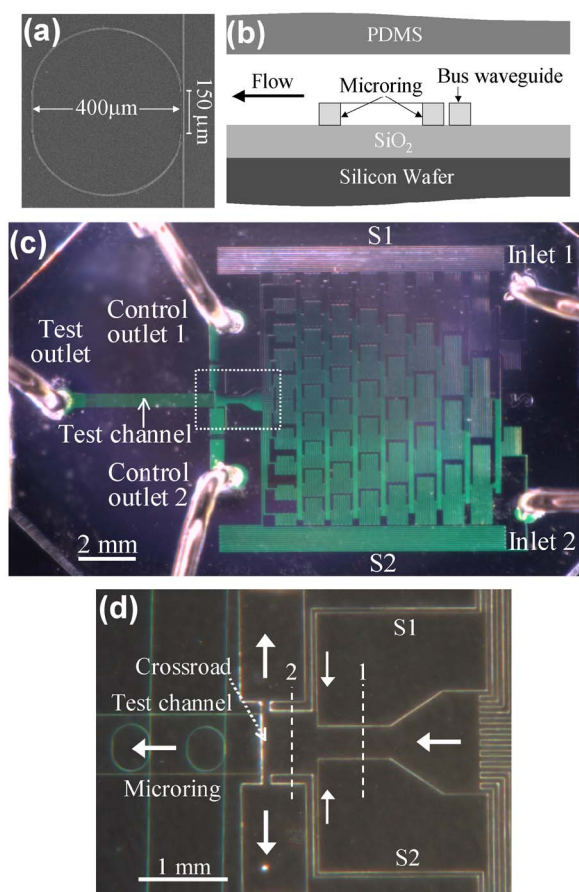 (a)
400μm
150 μm
(b)
PDMS
Flow
Microring
Bus waveguide
SiO2
Silicon Wafer
(c)
S1
Inlet 1
Control
outlet 1
Test
outlet
Test channel
Control
outlet 2
2 mm
S2
Inlet 2
(d)
S1
Crossroad
2
1
Test channel
Microring
S2
1 mm